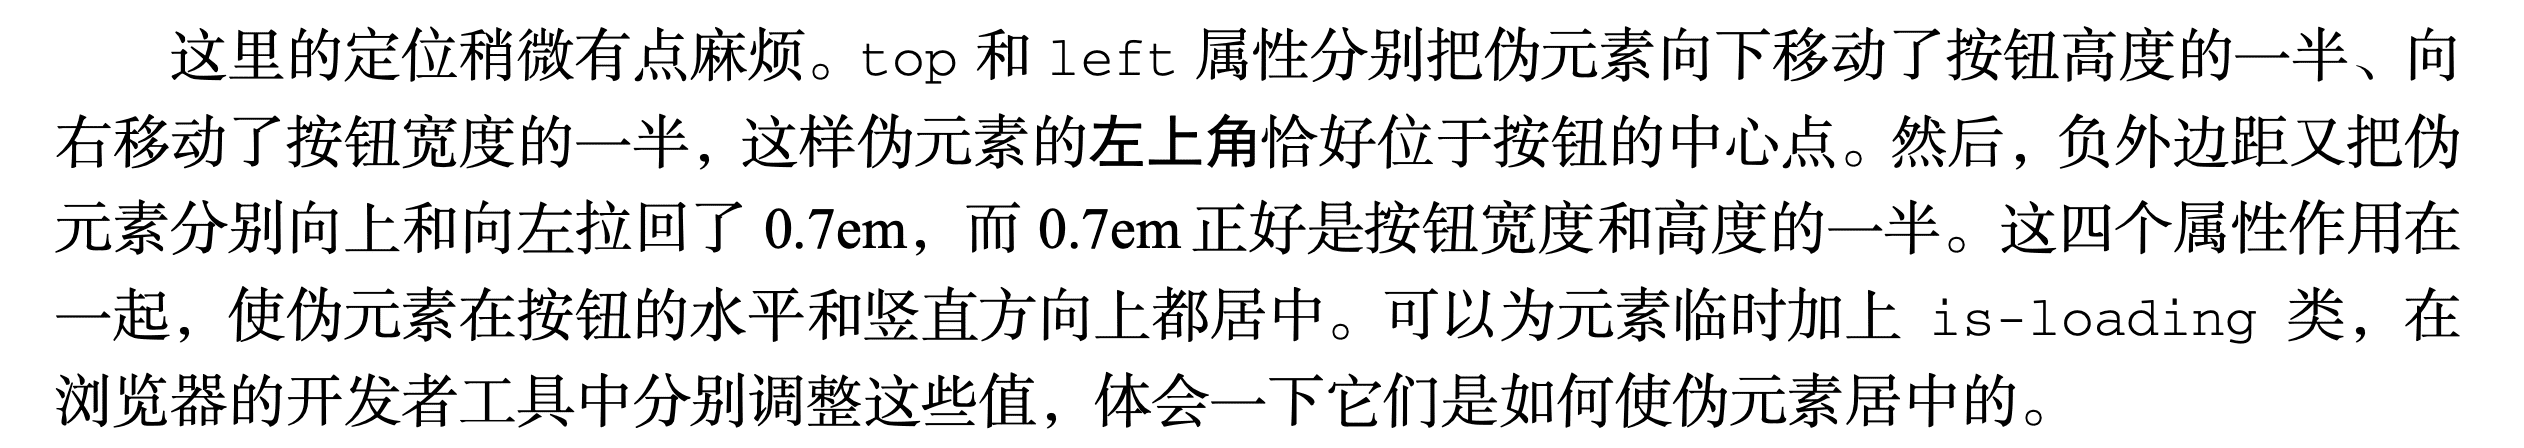 这里的定位稍微有点麻烦。top 和 left 属性分别把伪元素向下移动了按钮高度的一半、向
右移动了按钮宽度的一半，这样伪元素的左上角恰好位于按钮的中心点。然后，负外边距又把伪
元素分别向上和向左拉回了 0.7em，而 0.7em 正好是按钮宽度和高度的一半。这四个属性作用在
一起，使伪元素在按钮的水平和竖直方向上都居中。可以为元素临时加上 is-loading 类，在
浏览器的开发者工具中分别调整这些值，体会一下它们是如何使伪元素居中的。